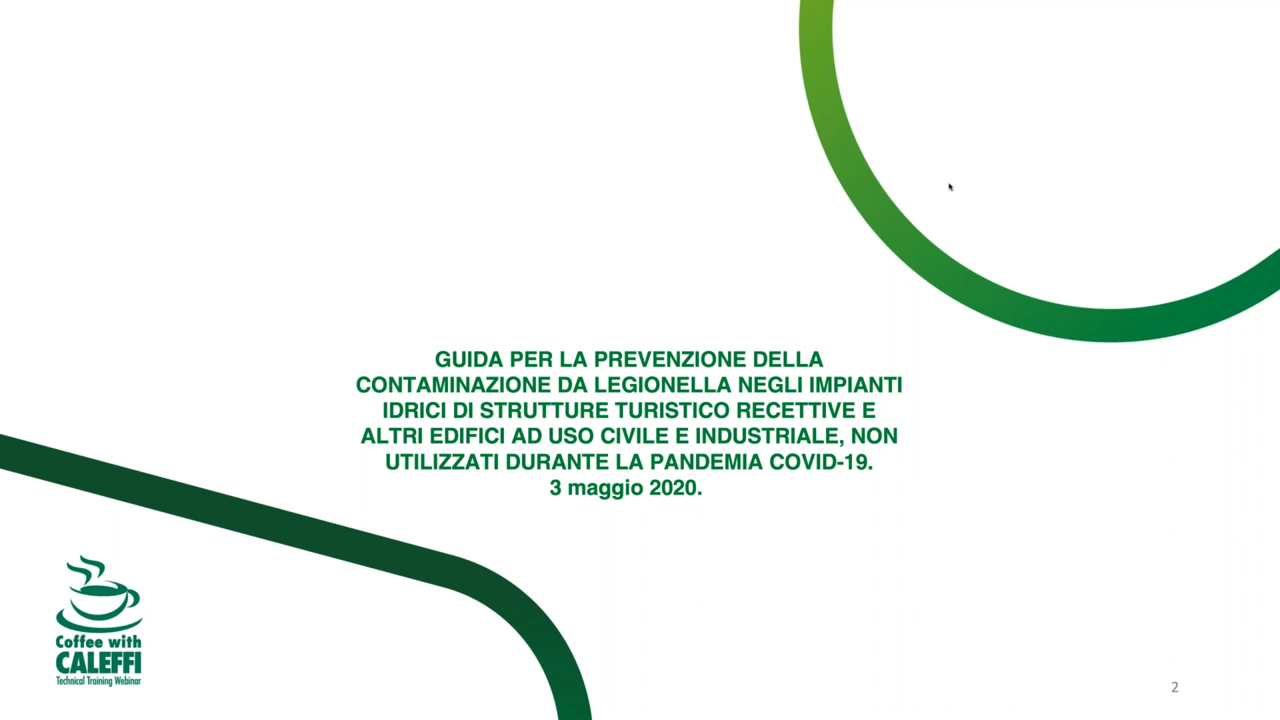 GUIDA PER LA PREVENZIONE DELLA
CONTAMINAZIONE DA LEGIONELLA NEGLI IMPIANTI
IDRICI DI STRUTTURE TURISTICO RECETTIVE E
ALTRI EDIFICI AD USO CIVILE E INDUSTRIALE, NON
UTILIZZATI DURANTE LA PANDEMIA COVID-19.
3 maggio 2020.
Coffee with
CALEFFI
Technical Training Webinar
2